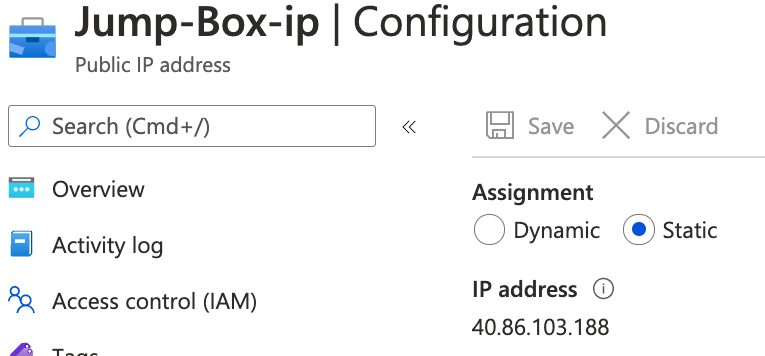 Jump-Box-ip | Configuration
Public IP address
Search (Cmd+/)
«
Save
Discard
Overview
Activity log
Access control (IAM)
Tags
Assignment
Dynamic
Static
IP address
40.86.103.188